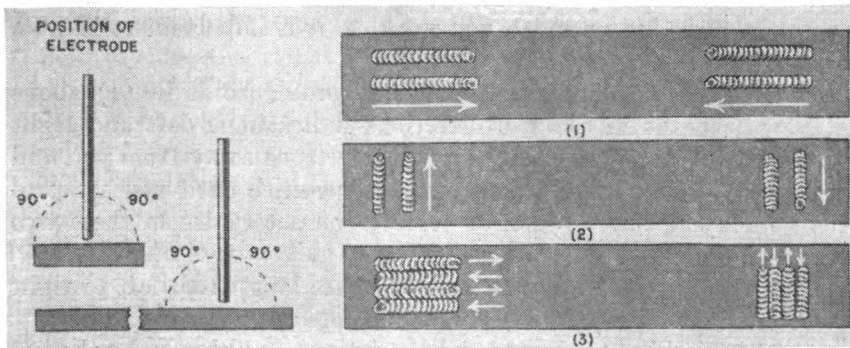 POSITION OF
ELECTRODE
90° 90°
90° 90°
(1)
(2)
(3)